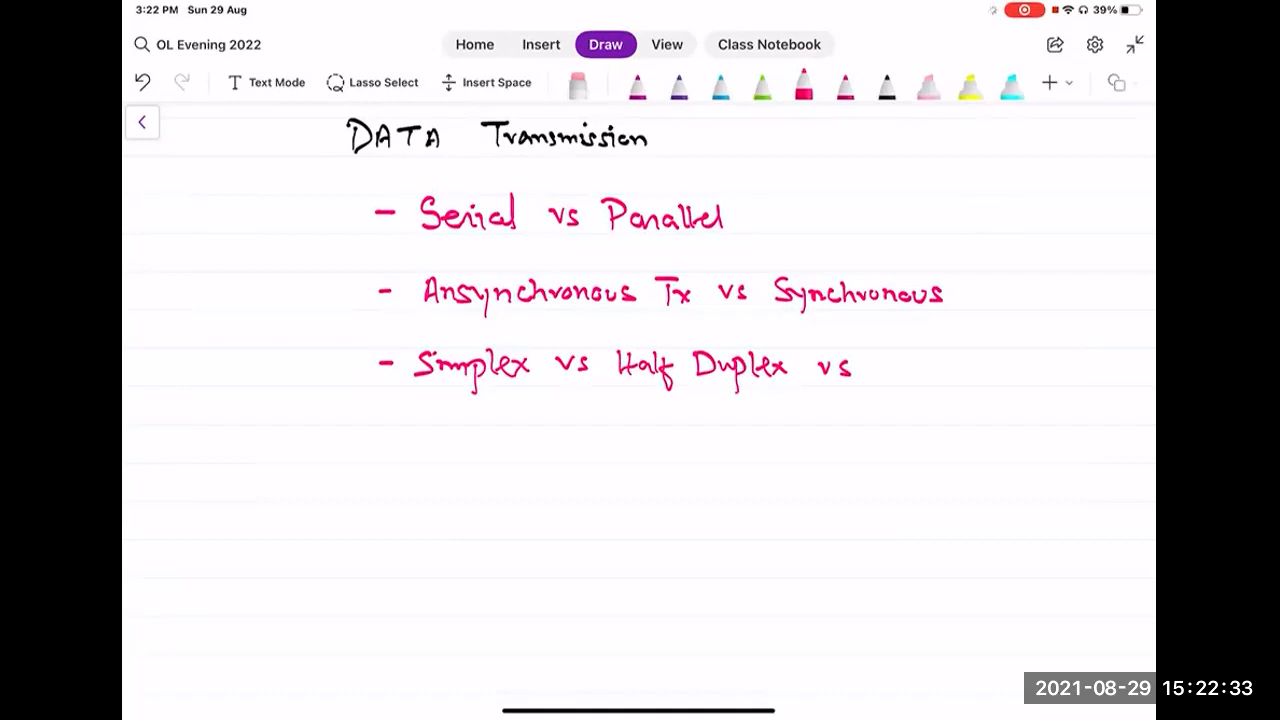 3:22 PM Sun 29 Aug 39%
OL Evening 2022 Home Insert Draw View Class Notebook
Text Mode Lasso Select Insert Space
DATA Transmission
- Serial vs Parallel
- Ansynchronous Tx vs Synchronous
- Simplex vs Half Duplex vs
2021-08-29 15:22:33